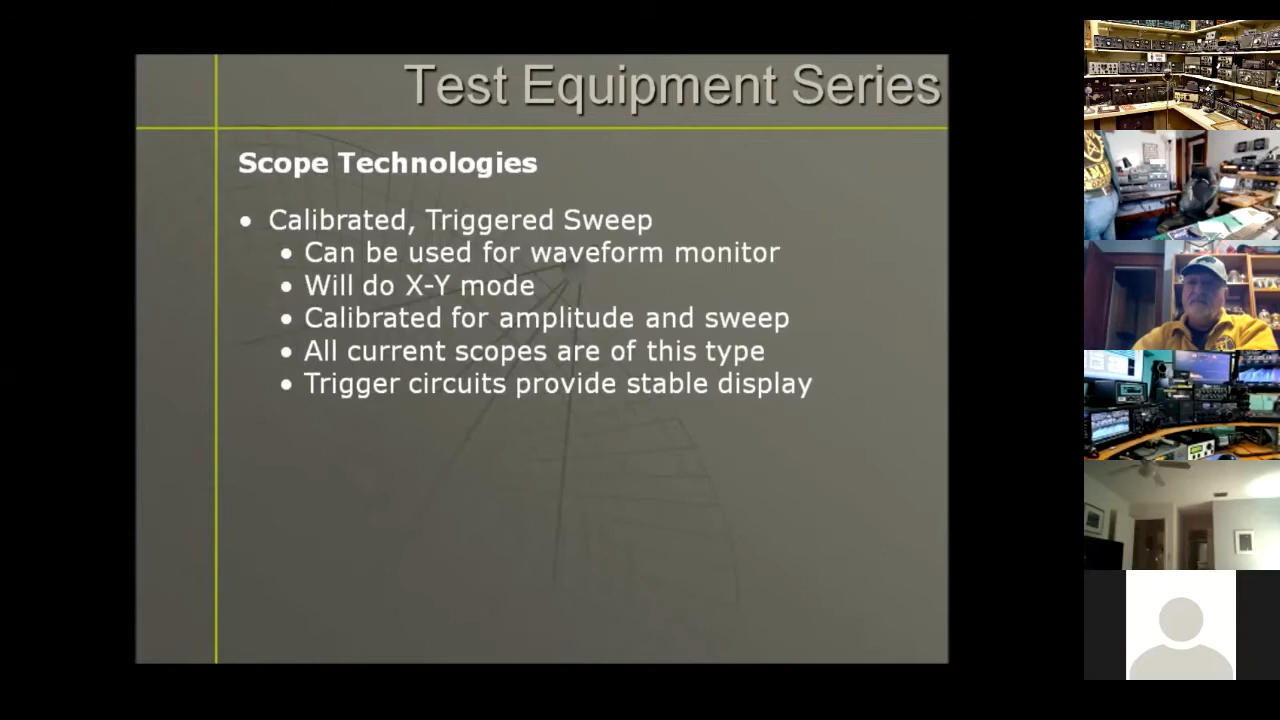 Test Equipment Series
Scope Technologies
• Calibrated, Triggered Sweep
• Can be used for waveform monitor
• Will do X-Y mode
• Calibrated for amplitude and sweep
• All current scopes are of this type
• Trigger circuits provide stable display